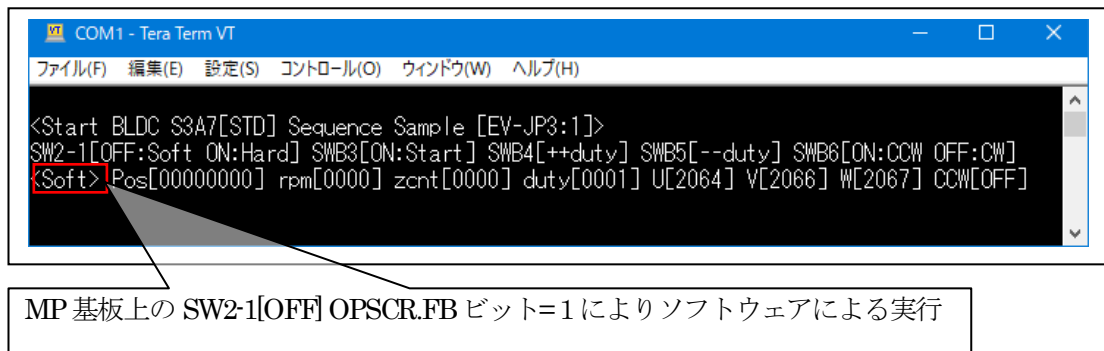 COM1 - Tera Term VT
ファイル(F) 編集(E) 設定(S) コントロール(O) ウィンドウ(W) ヘルプ(H)
<Start BLDC S3A7[STD] Sequence Sample [EV-JP3:1]>
SW2-1[OFF:Soft ON:Hard] SWB3[ON:Start] SWB4[++duty] SWB5[--duty] SWB6[ON:CCW OFF:CW]
<Soft> Pos[00000000] rpm[0000] zcnt[0000] duty[0001] U[2064] V[2066] W[2067] CCW[OFF]
MP 基板上の SW2-1[OFF] OPSCR.FB ビット=１によりソフトウェアによる実行